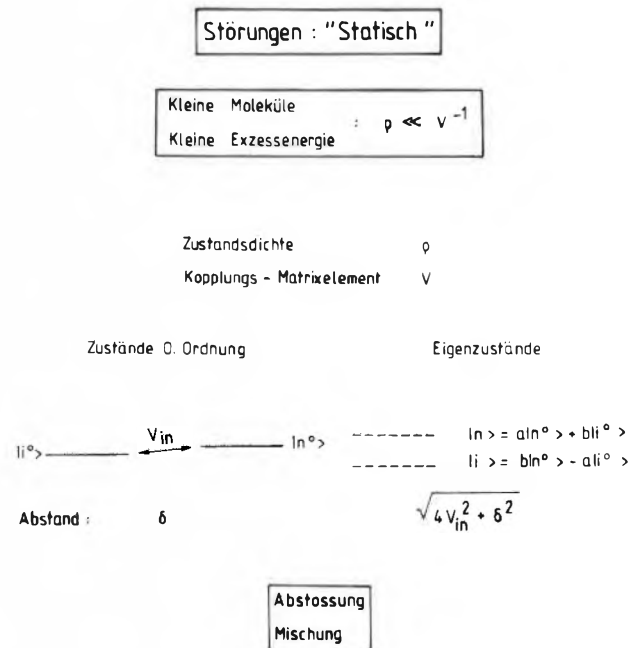 Störungen : "Statisch"
Kleine Moleküle
Kleine Exzessenergie : ρ ≪ V⁻¹
Zustandsdichte ρ
Kopplungs - Matrixelement V
Zustände 0. Ordnung Eigenzustände
|i°> V_in |n°> |n > = a|n° > + b|i° >
|i > = b|n° > - a|i° >
Abstand : δ √(4V_in² + δ²)
Abstossung
Mischung